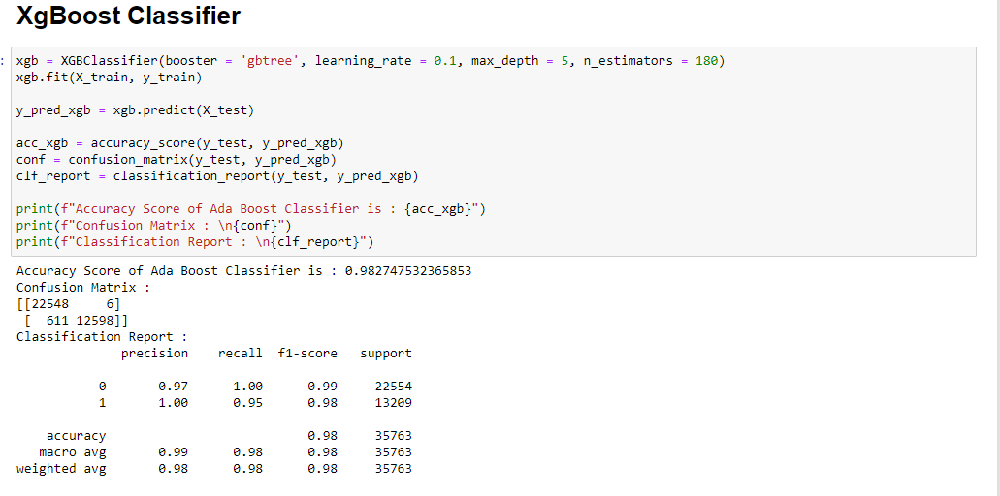 XgBoost Classifier
: xgb = XGBClassifier(booster = 'gbtree', learning_rate = 0.1, max_depth = 5, n_estimators = 180)
xgb.fit(X_train, y_train)
y_pred_xgb = xgb.predict(X_test)
acc_xgb = accuracy_score(y_test, y_pred_xgb)
conf = confusion_matrix(y_test, y_pred_xgb)
clf_report = classification_report(y_test, y_pred_xgb)
print(f"Accuracy Score of Ada Boost Classifier is : {acc_xgb}")
print(f"Confusion Matrix : \n{conf}")
print(f"Classification Report : \n{clf_report}")
Accuracy Score of Ada Boost Classifier is : 0.982747532365853
Confusion Matrix :
[[22548     6]
 [  611 12598]]
Classification Report :
              precision    recall  f1-score   support
           0       0.97      1.00      0.99     22554
           1       1.00      0.95      0.98     13209
    accuracy                           0.98     35763
   macro avg       0.99      0.98      0.98     35763
weighted avg       0.98      0.98      0.98     35763